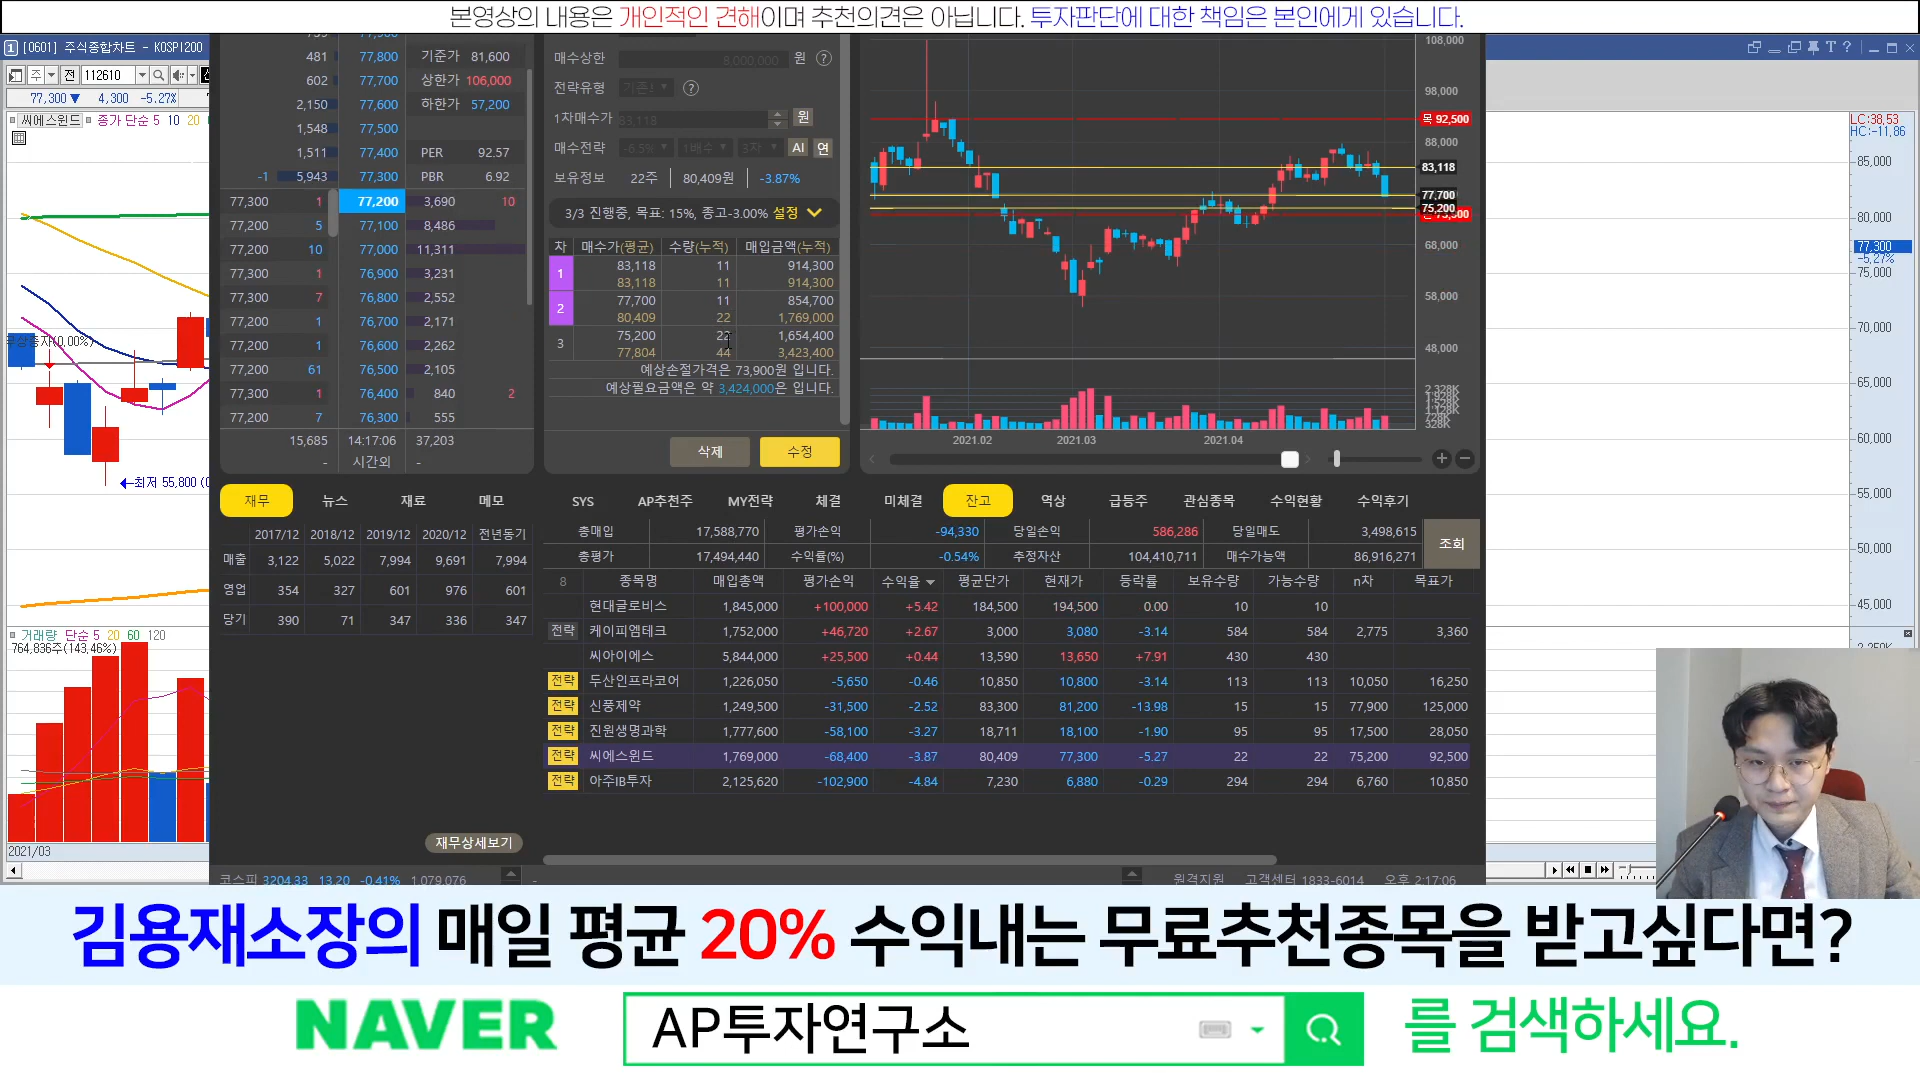 본영상의 내용은 개인적인 견해이며 추천의견은 아닙니다. 투자판단에 대한 책임은 본인에게 있습니다.
1 [0601] 주식종합차트 - KOSPI200
주 전 112610
77,300 ▼ 4,300 -5.27%
씨에스윈드 종가 단순 5 10 20
←최저 55,800
거래량 단순 5 20 60 120
764,836주(143,46%)
2021/03
481 77,800 기준가 81,600
602 77,700 상한가 106,000
2,150 77,600 하한가 57,200
1,548 77,500
1,511 77,400 PER 92.57
-1 5,943 77,300 PBR 6.92
77,300 1 77,200 3,690 10
77,200 5 77,100 8,486
77,200 10 77,000 11,311
77,300 1 76,900 3,231
77,300 7 76,800 2,552
77,200 1 76,700 2,171
77,200 1 76,600 2,262
77,200 61 76,500 2,105
77,300 1 76,400 840 2
77,200 7 76,300 555
15,685 14:17:06 37,203
- 시간외 -
매수상한 8,000,000 원 ?
전략유형 ?
1차매수가 83,118 원
매수전략 -6.5% 1배수 3차 AI 연
보유정보 22주 80,409원 -3.87%
3/3 진행중, 목표: 15%, 종고-3.00% 설정
차 매수가(평균) 수량(누적) 매입금액(누적)
1 83,118 11 914,300
83,118 11 914,300
2 77,700 11 854,700
80,409 22 1,769,000
3 75,200 22 1,654,400
77,804 44 3,423,400
예상손절가격은 73,900원 입니다.
예상필요금액은 약 3,424,000은 입니다.
삭제 수정
108,000
98,000
목 92,500
88,000
83,118
77,700
75,200
68,000
58,000
48,000
2,328K
1,928K
1,528K
1,128K
728K
328K
2021.02 2021.03 2021.04
LC:38,53
HC:-11,86
85,000
80,000
77,300
-5,27%
75,000
70,000
65,000
60,000
55,000
50,000
45,000
재무 뉴스 재료 메모
2017/12 2018/12 2019/12 2020/12 전년동기
매출 3,122 5,022 7,994 9,691 7,994
영업 354 327 601 976 601
당기 390 71 347 336 347
재무상세보기
SYS AP추천주 MY전략 체결 미체결 잔고 역상 급등주 관심종목 수익현황 수익후기
총매입 17,588,770 평가손익 -94,330 당일손익 586,286 당일매도 3,498,615 조회
총평가 17,494,440 수익률(%) -0.54% 추정자산 104,410,711 매수가능액 86,916,271
8 종목명 매입총액 평가손익 수익율 평균단가 현재가 등락률 보유수량 가능수량 n차 목표가
현대글로비스 1,845,000 +100,000 +5.42 184,500 194,500 0.00 10 10
전략 케이피엠테크 1,752,000 +46,720 +2.67 3,000 3,080 -3.14 584 584 2,775 3,360
씨아이에스 5,844,000 +25,500 +0.44 13,590 13,650 +7.91 430 430
전략 두산인프라코어 1,226,050 -5,650 -0.46 10,850 10,800 -3.14 113 113 10,050 16,250
전략 신풍제약 1,249,500 -31,500 -2.52 83,300 81,200 -13.98 15 15 77,900 125,000
전략 진원생명과학 1,777,600 -58,100 -3.27 18,711 18,100 -1.90 95 95 17,500 28,050
전략 씨에스윈드 1,769,000 -68,400 -3.87 80,409 77,300 -5.27 22 22 75,200 92,500
전략 아주IB투자 2,125,620 -102,900 -4.84 7,230 6,880 -0.29 294 294 6,760 10,850
코스피 3204.33 13.20 -0.41% 1,079,076 - 원격지원 고객센터 1833-6014 오후 2:17:06
김용재소장의 매일 평균 20% 수익내는 무료추천종목을 받고싶다면?
NAVER AP투자연구소 를 검색하세요.